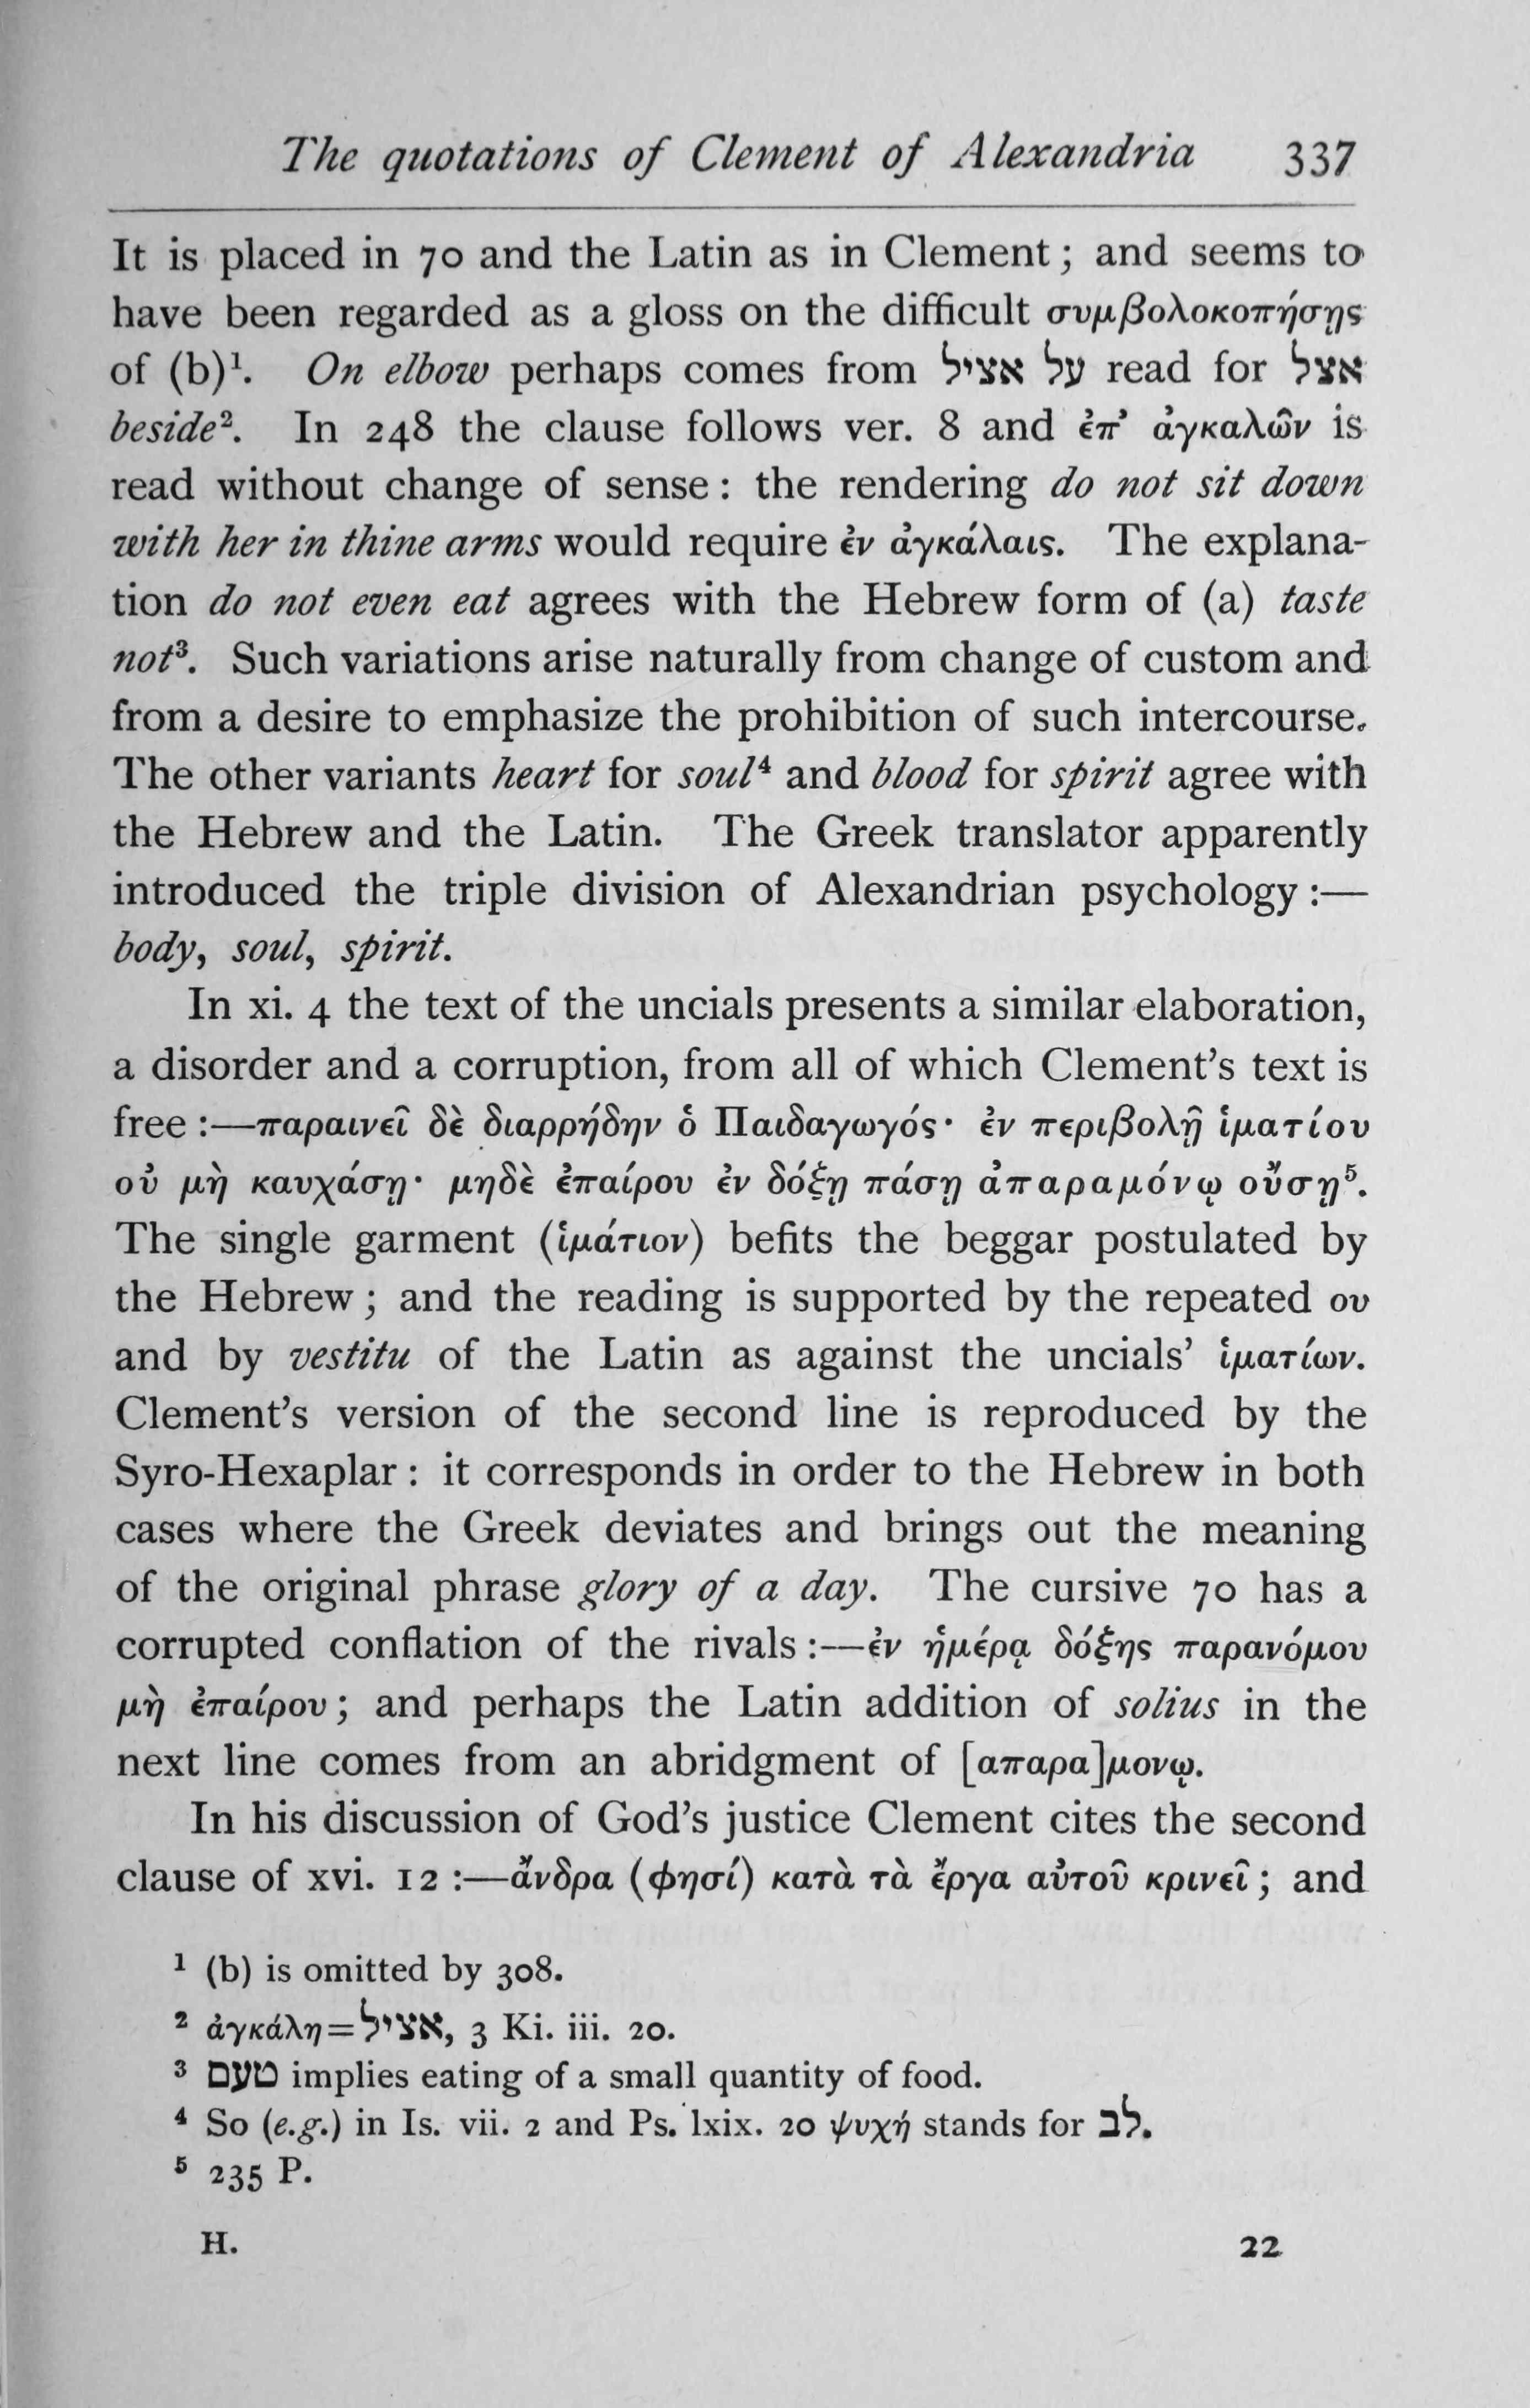 The quotations of Clement of Alexandria 337
It is placed in 70 and the Latin as in Clement; and seems to
have been regarded as a gloss on the difficult συμβολοκοπήσῃς
of (b)¹. On elbow perhaps comes from על אציל read for אצל
beside². In 248 the clause follows ver. 8 and ἐπ’ ἀγκαλῶν is
read without change of sense: the rendering do not sit down
with her in thine arms would require ἐν ἀγκάλαις. The explana-
tion do not even eat agrees with the Hebrew form of (a) taste
not³. Such variations arise naturally from change of custom and
from a desire to emphasize the prohibition of such intercourse.
The other variants heart for soul⁴ and blood for spirit agree with
the Hebrew and the Latin. The Greek translator apparently
introduced the triple division of Alexandrian psychology:—
body, soul, spirit.
In xi. 4 the text of the uncials presents a similar elaboration,
a disorder and a corruption, from all of which Clement’s text is
free:—παραινεῖ δὲ διαρρήδην ὁ Παιδαγωγός· ἐν περιβολῇ ἱματίου
οὐ μὴ καυχάσῃ· μηδὲ ἐπαίρου ἐν δόξῃ πάσῃ ἀπαραμόνῳ οὔσῃ⁵.
The single garment (ἱμάτιον) befits the beggar postulated by
the Hebrew; and the reading is supported by the repeated ου
and by vestitu of the Latin as against the uncials’ ἱματίων.
Clement’s version of the second line is reproduced by the
Syro-Hexaplar: it corresponds in order to the Hebrew in both
cases where the Greek deviates and brings out the meaning
of the original phrase glory of a day. The cursive 70 has a
corrupted conflation of the rivals:—ἐν ἡμέρᾳ δόξης παρανόμου
μὴ ἐπαίρου; and perhaps the Latin addition of solius in the
next line comes from an abridgment of [απαρα]μονῳ.
In his discussion of God’s justice Clement cites the second
clause of xvi. 12:—ἄνδρα (φησί) κατὰ τὰ ἔργα αὐτοῦ κρινεῖ; and
¹ (b) is omitted by 308.
² ἀγκάλη=אציל, 3 Ki. iii. 20.
³ טעם implies eating of a small quantity of food.
⁴ So (e.g.) in Is. vii. 2 and Ps. lxix. 20 ψυχή stands for לב.
⁵ 235 P.
H. 22